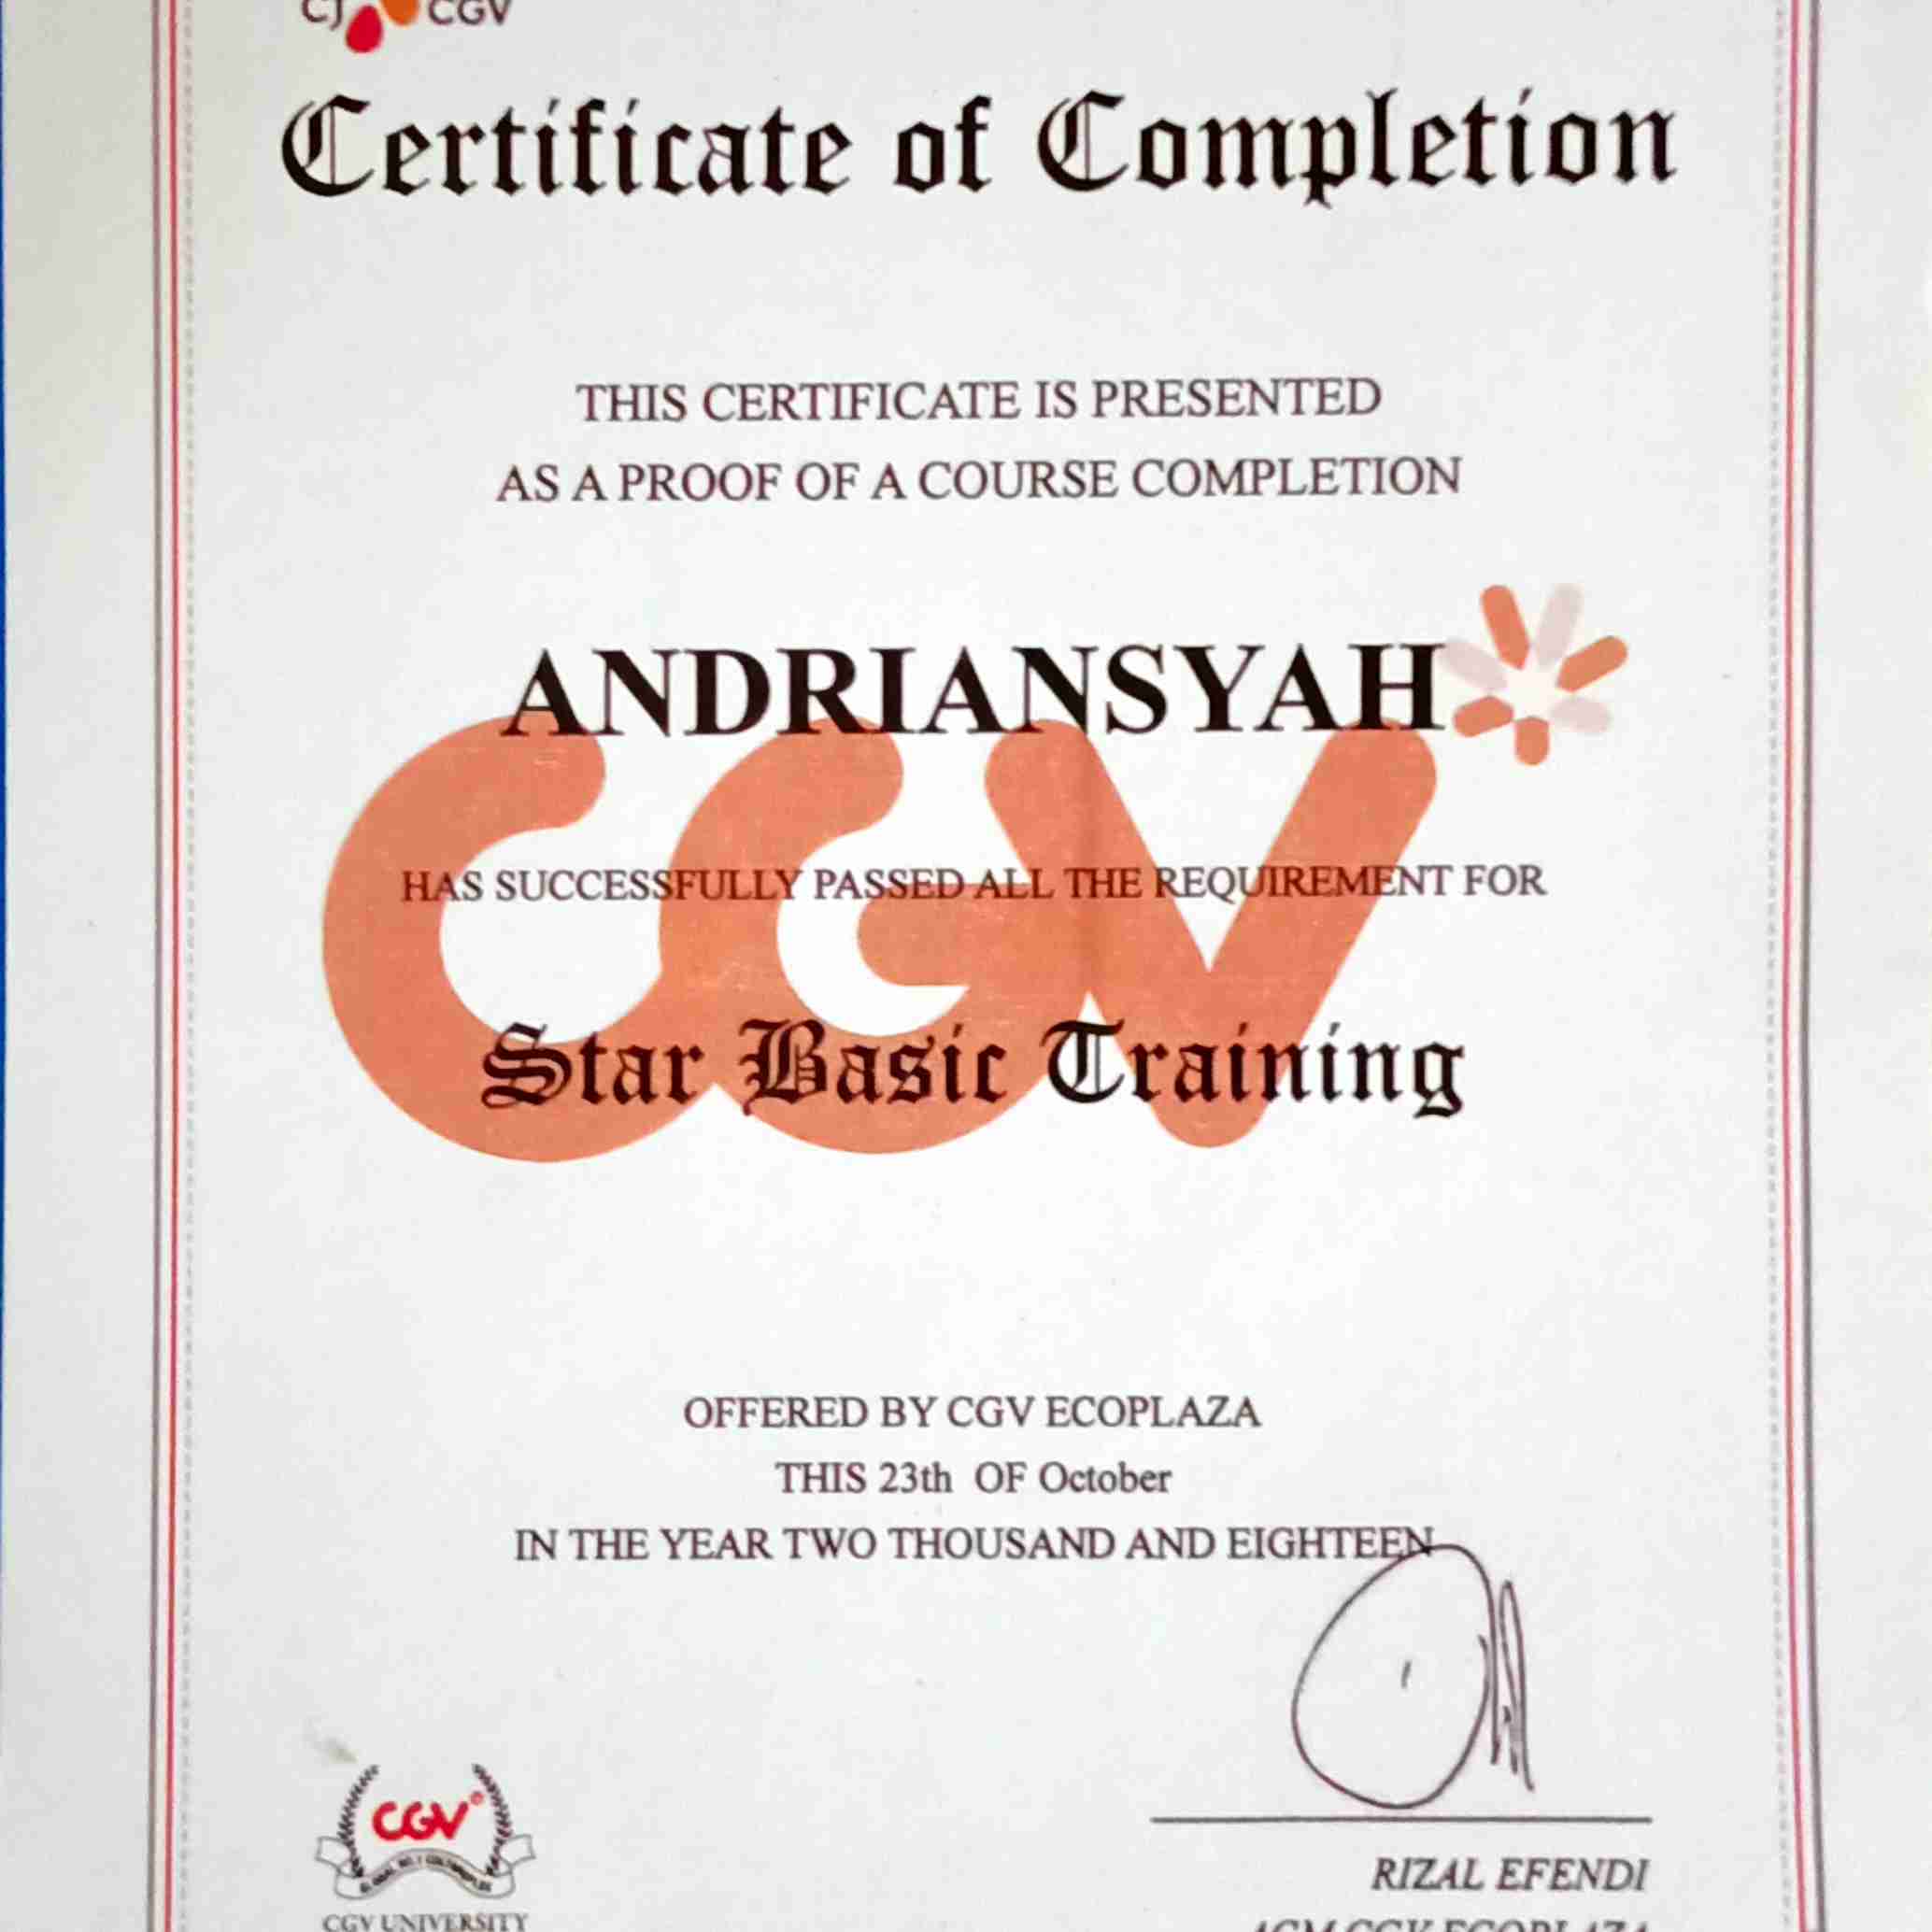 CJ CGV
Certificate of Completion
THIS CERTIFICATE IS PRESENTED
AS A PROOF OF A COURSE COMPLETION
ANDRIANSYAH
CGV
HAS SUCCESSFULLY PASSED ALL THE REQUIREMENT FOR
Star Basic Training
OFFERED BY CGV ECOPLAZA
THIS 23th OF October
IN THE YEAR TWO THOUSAND AND EIGHTEEN
CGV
RIZAL EFENDI
CGV UNIVERSITY